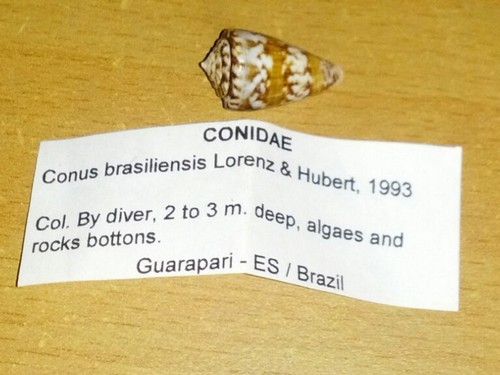 CONIDAE
Conus brasiliensis Lorenz & Hubert, 1993
Col. By diver, 2 to 3 m. deep, algaes and
rocks bottons.
Guarapari - ES / Brazil